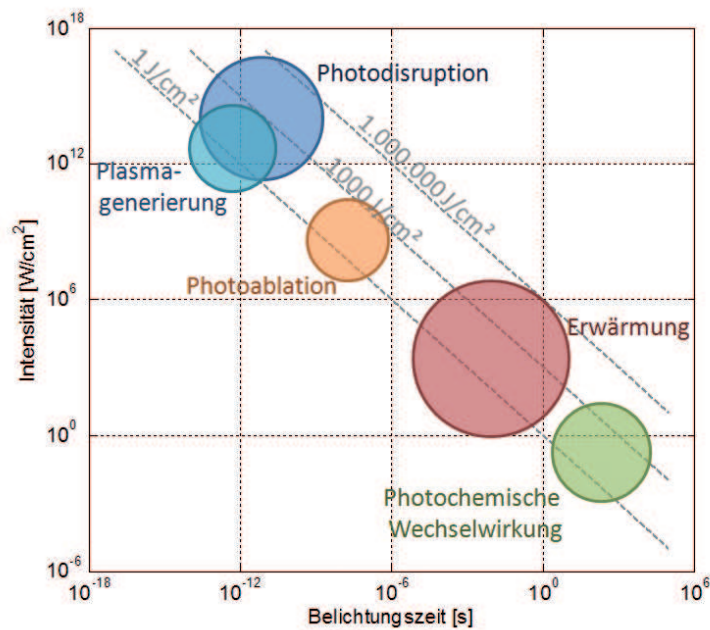 10^18
1 J/cm²
Photodisruption
1.000.000 J/cm²
10^12
Plasma-
generierung
1000 J/cm²
Intensität [W/cm²]
Photoablation
10^6
Erwärmung
10^0
Photochemische
Wechselwirkung
10^-6
10^-18
10^-12
10^-6
10^0
10^6
Belichtungszeit [s]